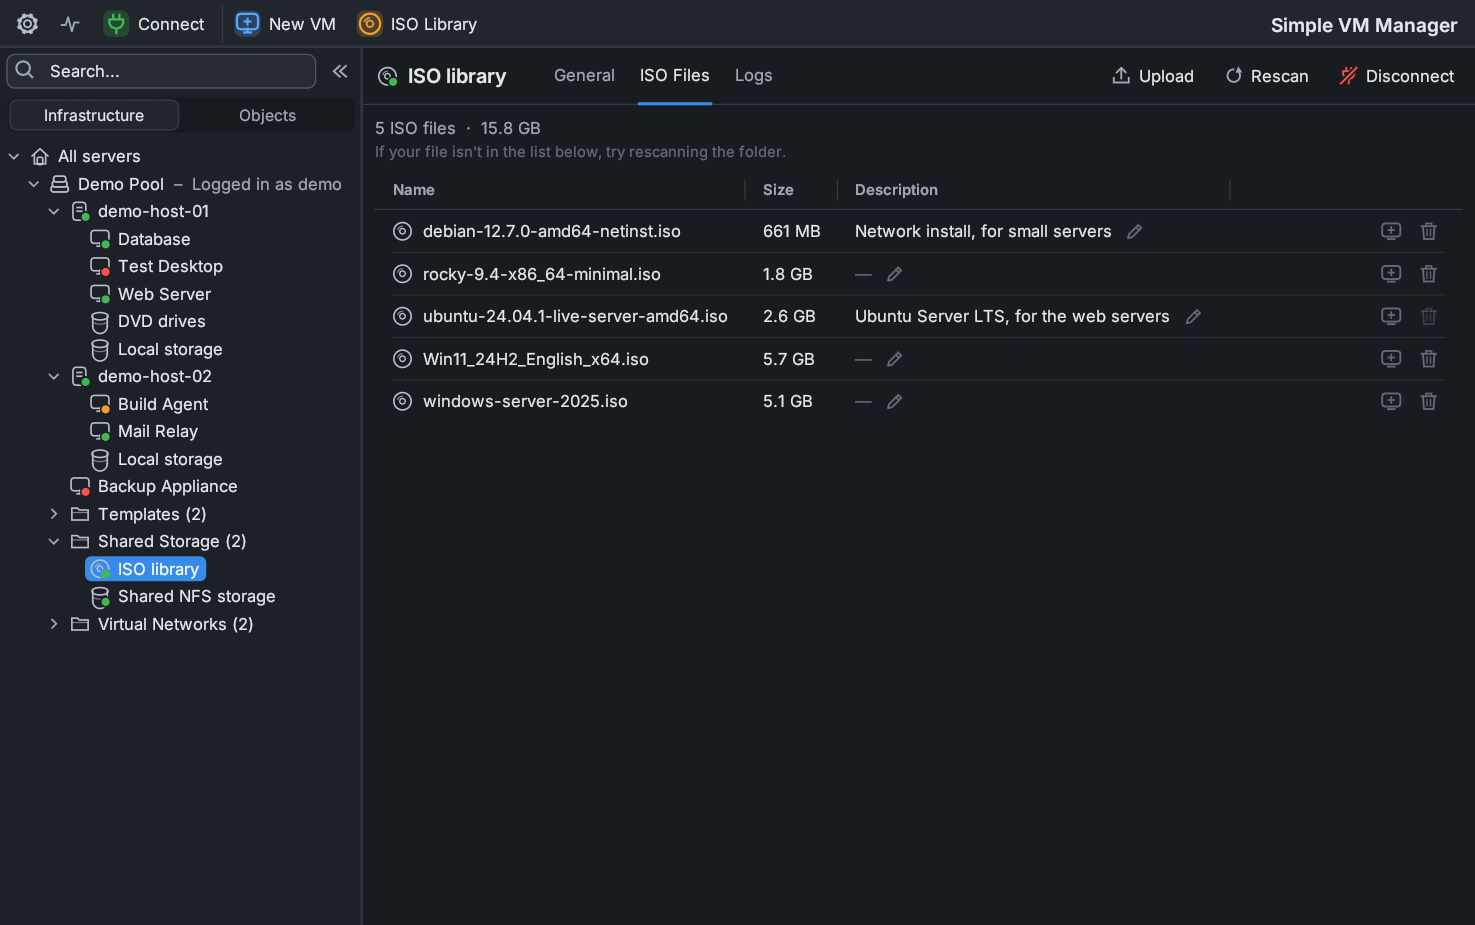 Connect
New VM
ISO Library
Simple VM Manager
Search...
Infrastructure
Objects
All servers
Demo Pool – Logged in as demo
demo-host-01
Database
Test Desktop
Web Server
DVD drives
Local storage
demo-host-02
Build Agent
Mail Relay
Local storage
Backup Appliance
Templates (2)
Shared Storage (2)
ISO library
Shared NFS storage
Virtual Networks (2)
ISO library
General
ISO Files
Logs
Upload
Rescan
Disconnect
5 ISO files · 15.8 GB
If your file isn't in the list below, try rescanning the folder.
Name Size Description
debian-12.7.0-amd64-netinst.iso 661 MB Network install, for small servers
rocky-9.4-x86_64-minimal.iso 1.8 GB —
ubuntu-24.04.1-live-server-amd64.iso 2.6 GB Ubuntu Server LTS, for the web servers
Win11_24H2_English_x64.iso 5.7 GB —
windows-server-2025.iso 5.1 GB —